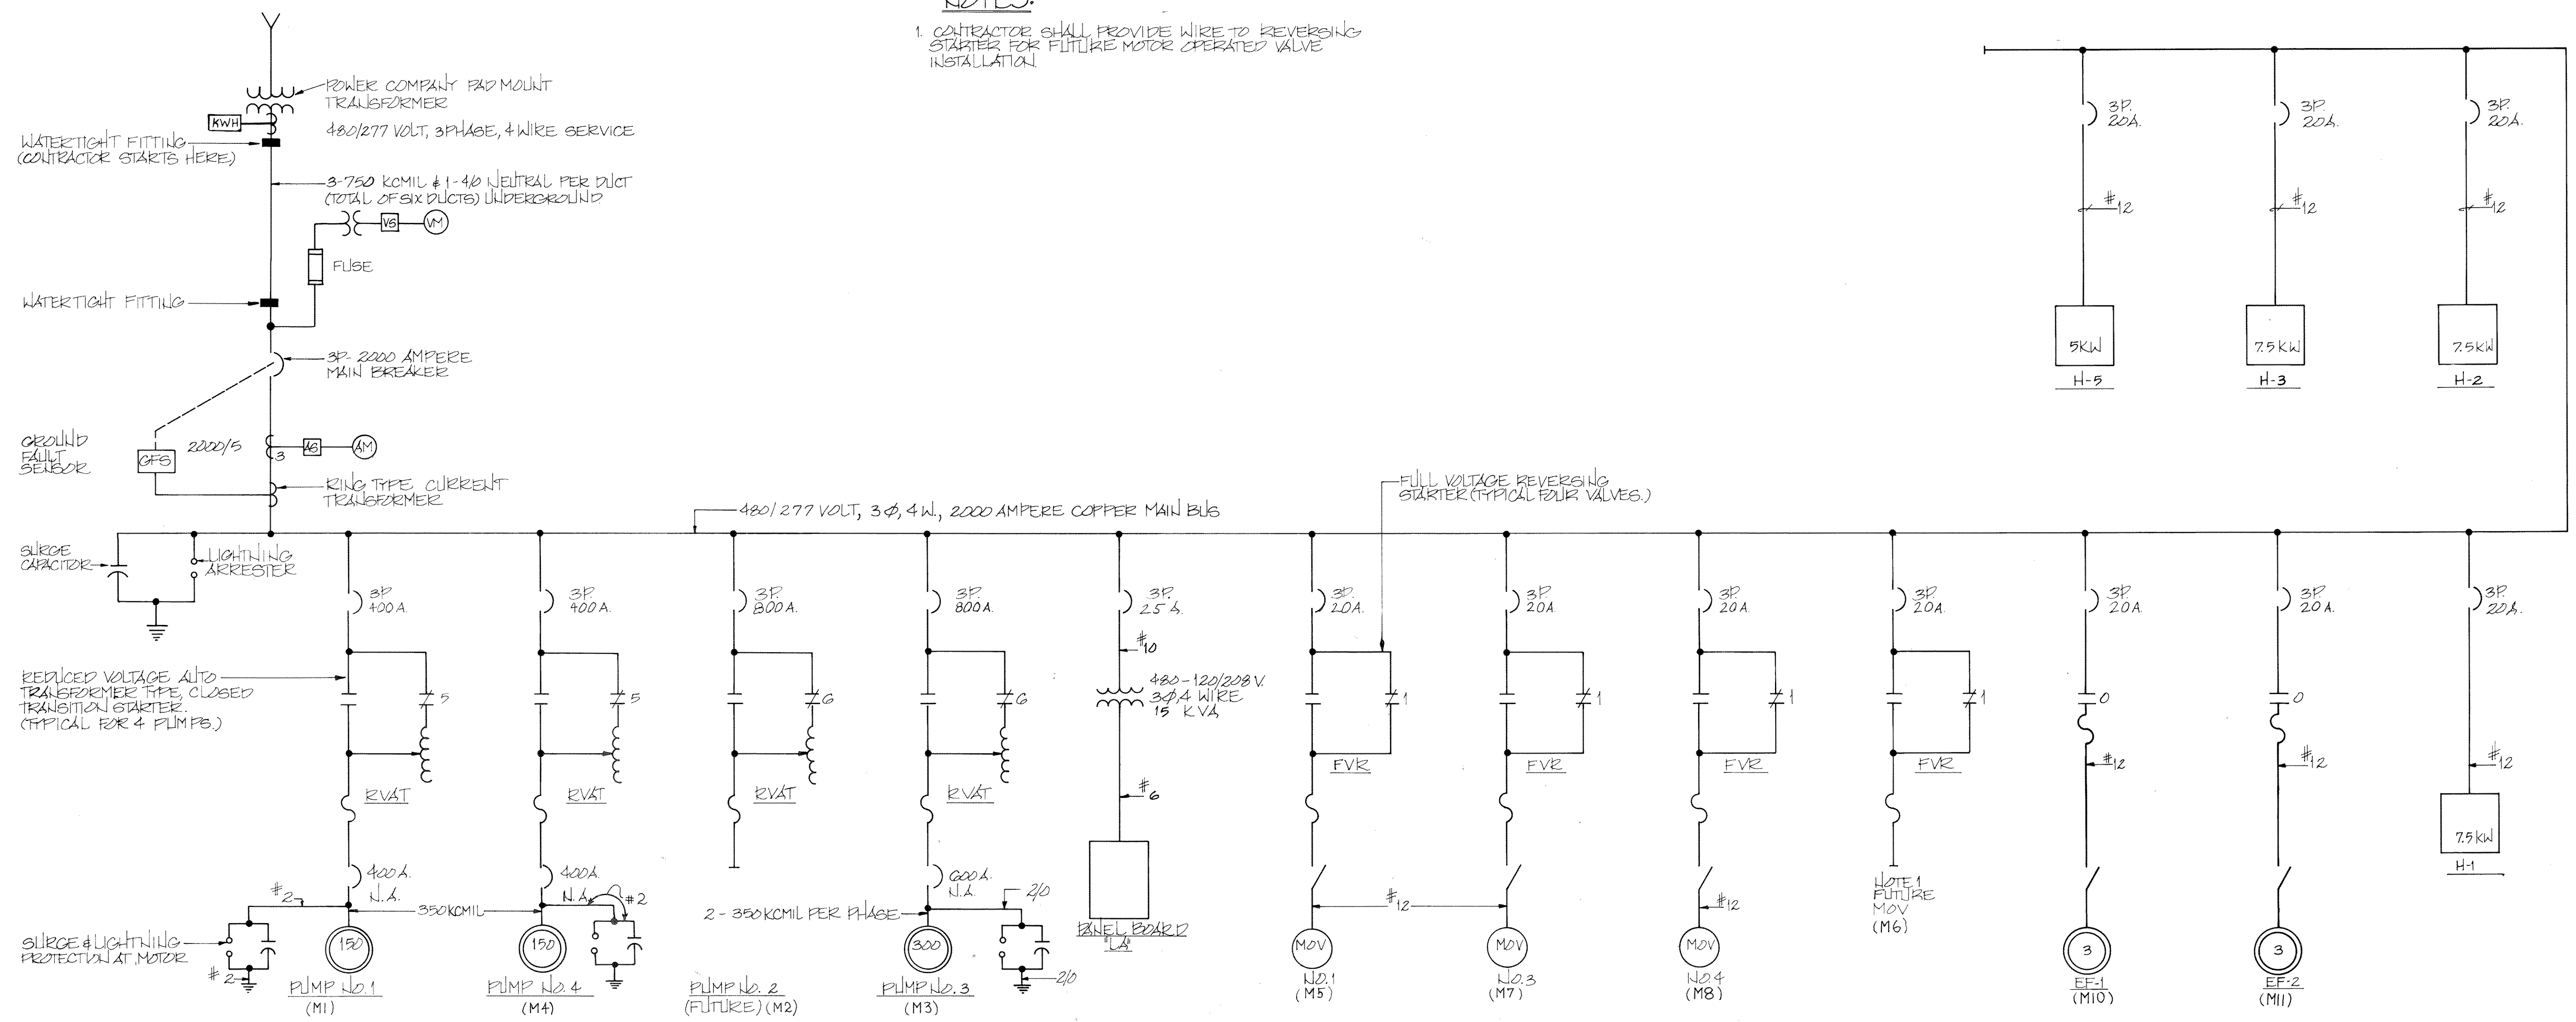 NOTES:
1. CONTRACTOR SHALL PROVIDE WIRE TO REVERSING
STARTER FOR FUTURE MOTOR OPERATED VALVE
INSTALLATION.
POWER COMPANY PAD MOUNT
TRANSFORMER
KWH
480/277 VOLT, 3PHASE, 4 WIRE SERVICE
WATERTIGHT FITTING
(CONTRACTOR STARTS HERE)
3-750 KCMIL & 1-4/0 NEUTRAL PER DUCT
(TOTAL OF SIX DUCTS) UNDERGROUND
VS
VM
FUSE
WATERTIGHT FITTING
3P- 2000 AMPERE
MAIN BREAKER
GROUND
FAULT
SENSOR
GFS
2000/5
3
AS
AM
RING TYPE CURRENT
TRANSFORMER
3P.
20A.
3P.
20A.
3P.
20A.
#12
#12
#12
5KW
7.5KW
7.5KW
H-5
H-3
H-2
FULL VOLTAGE REVERSING
STARTER (TYPICAL FOUR VALVES.)
480/277 VOLT, 3Ø, 4W., 2000 AMPERE COPPER MAIN BUS
SURGE
CAPACITOR
LIGHTNING
ARRESTER
3P
400A.
3P.
400A.
3P.
800A.
3P.
800A.
3P.
25A.
3P.
20A.
3P.
20A.
3P.
20A.
3P.
20A.
3P.
20A.
3P.
20A.
3P.
20A.
#10
REDUCED VOLTAGE AUTO
TRANSFORMER TYPE, CLOSED
TRANSITION STARTER.
(TYPICAL FOR 4 PUMPS.)
5
5
6
6
480-120/208V.
3Ø,4 WIRE
15 KVA
1
1
1
1
0
0
RVAT
RVAT
RVAT
RVAT
#6
FVR
FVR
FVR
FVR
#12
#12
#12
7.5KW
H-1
400A.
N.A.
400A.
N.A.
600A.
N.A.
#2
350KCMIL
#2
2-350KCMIL PER PHASE
2/0
#12
#12
NOTE 1
FUTURE
MOV
(M6)
SURGE & LIGHTNING
PROTECTION AT MOTOR
#2
150
150
300
2/0
PANEL BOARD
"LA"
MOV
MOV
MOV
3
3
PUMP NO. 1
(M1)
PUMP NO. 4
(M4)
PUMP NO. 2
(FUTURE) (M2)
PUMP NO. 3
(M3)
NO.1
(M5)
NO.3
(M7)
NO.4
(M8)
EF-1
(M10)
EF-2
(M11)